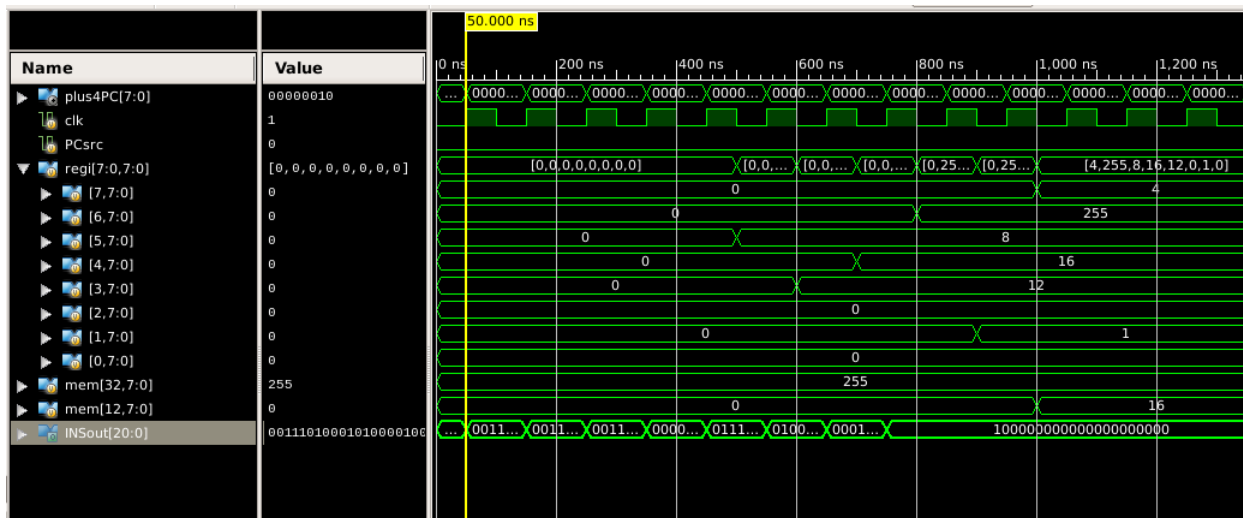 50.000 ns
Name Value 0 ns 200 ns 400 ns 600 ns 800 ns 1,000 ns 1,200 ns
plus4PC[7:0] 00000010 ... 0000... 0000... 0000... 0000... 0000... 0000... 0000... 0000... 0000... 0000... 0000... 0000... 0000...
clk 1
PCsrc 0
regi[7:0,7:0] [0,0,0,0,0,0,0,0] [0,0,0,0,0,0,0,0] [0,0,... [0,0,... [0,0,... [0,25... [0,25... [4,255,8,16,12,0,1,0]
[7,7:0] 0 0 4
[6,7:0] 0 0 255
[5,7:0] 0 0 8
[4,7:0] 0 0 16
[3,7:0] 0 0 12
[2,7:0] 0 0
[1,7:0] 0 0 1
[0,7:0] 0 0
mem[32,7:0] 255 255
mem[12,7:0] 0 0 16
INSout[20:0] ... 0011... 0011... 0011... 0000... 0111... 0100... 0001... 100000000000000000000